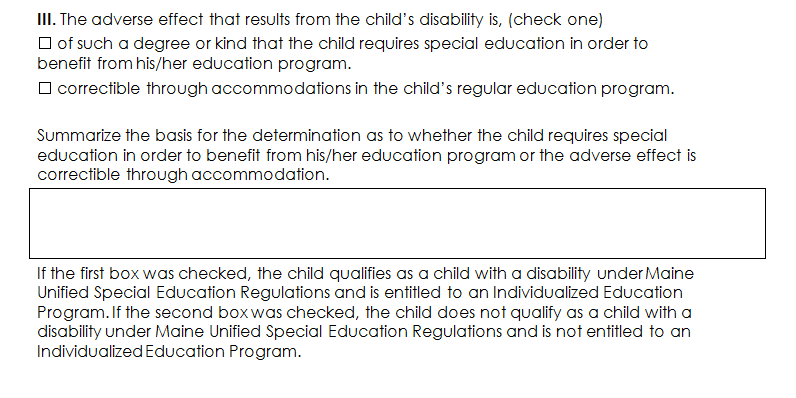 III. The adverse effect that results from the child's disability is, (check one)
☐ of such a degree or kind that the child requires special education in order to
benefit from his/her education program.
☐ correctible through accommodations in the child's regular education program.
Summarize the basis for the determination as to whether the child requires special
education in order to benefit from his/her education program or the adverse effect is
correctible through accommodation.
If the first box was checked, the child qualifies as a child with a disability under Maine
Unified Special Education Regulations and is entitled to an Individualized Education
Program. If the second box was checked, the child does not qualify as a child with a
disability under Maine Unified Special Education Regulations and is not entitled to an
Individualized Education Program.